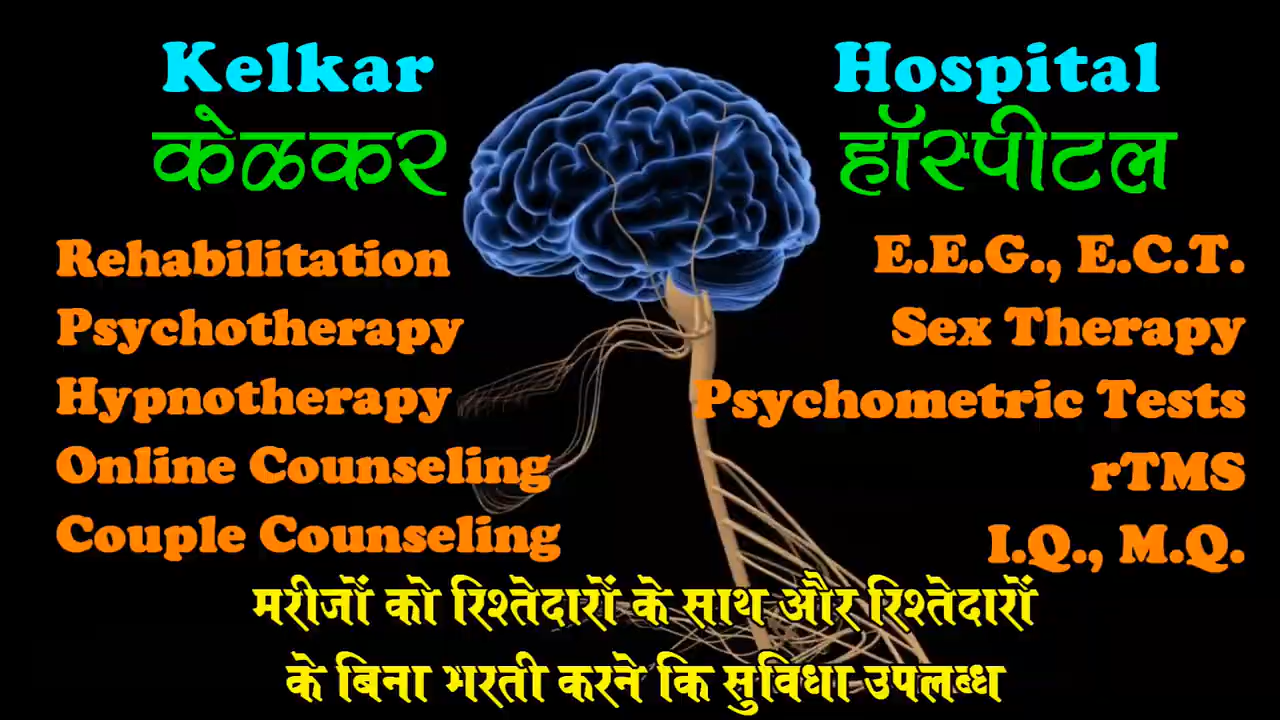 Kelkar Hospital
केळकर हॉस्पीटल
Rehabilitation
Psychotherapy
Hypnotherapy
Online Counseling
Couple Counseling
E.E.G., E.C.T.
Sex Therapy
Psychometric Tests
rTMS
I.Q., M.Q.
मरीजों को रिश्तेदारों के साथ और रिश्तेदारों
के बिना भरती करने कि सुविधा उपलब्ध